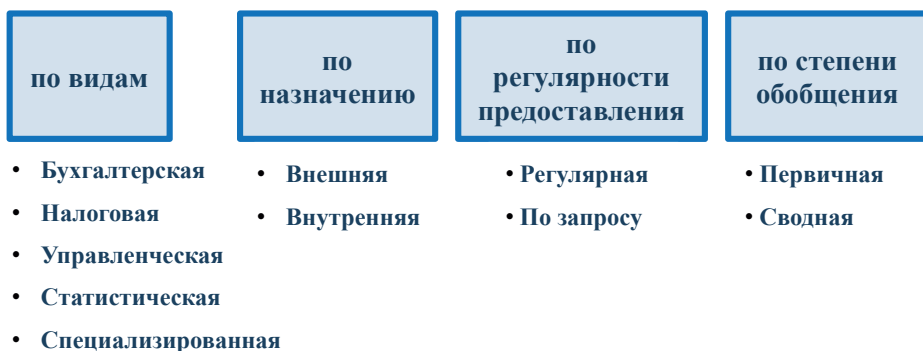 по видам
по
назначению
по
регулярности
предоставления
по степени
обобщения
• Бухгалтерская
• Налоговая
• Управленческая
• Статистическая
• Специализированная
• Внешняя
• Внутренняя
• Регулярная
• По запросу
• Первичная
• Сводная